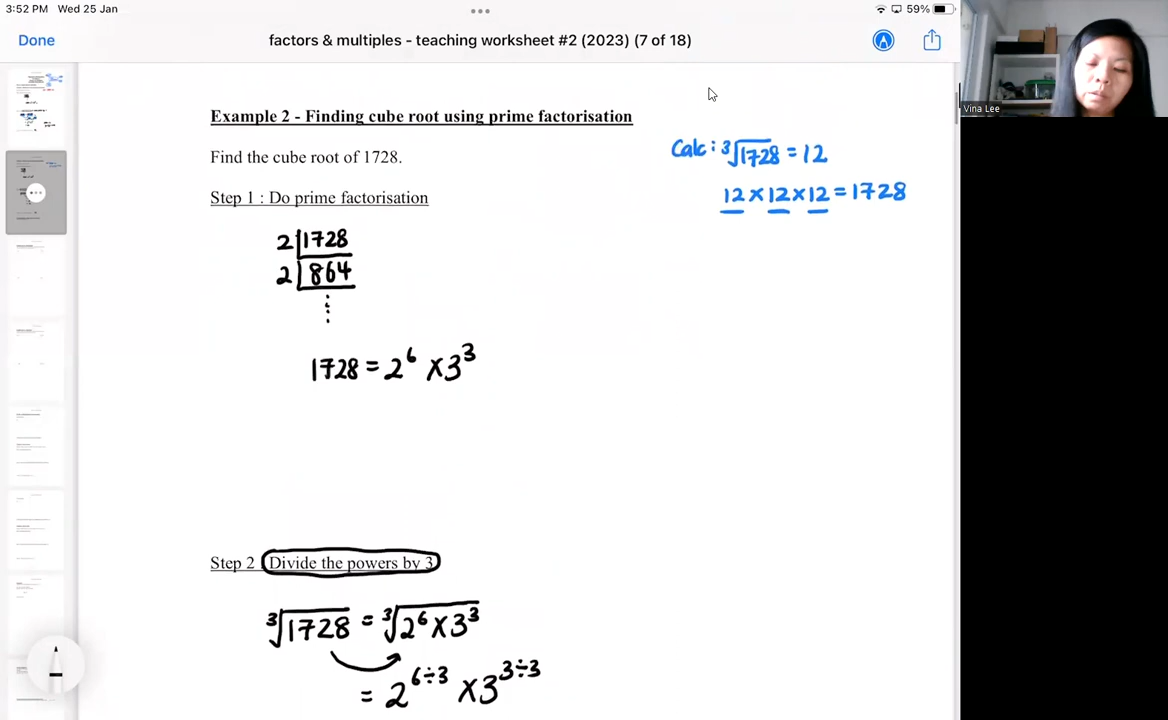 3:52 PM Wed 25 Jan
59%
Done
factors & multiples - teaching worksheet #2 (2023) (7 of 18)
Vina Lee
Example 2 - Finding cube root using prime factorisation
Find the cube root of 1728.
Calc: ³√1728 = 12
12 × 12 × 12 = 1728
Step 1 : Do prime factorisation
2 | 1728
2 | 864
⋮
1728 = 2⁶ × 3³
Step 2 Divide the powers by 3
³√1728 = ³√2⁶ × 3³
= 2^(6÷3) × 3^(3÷3)